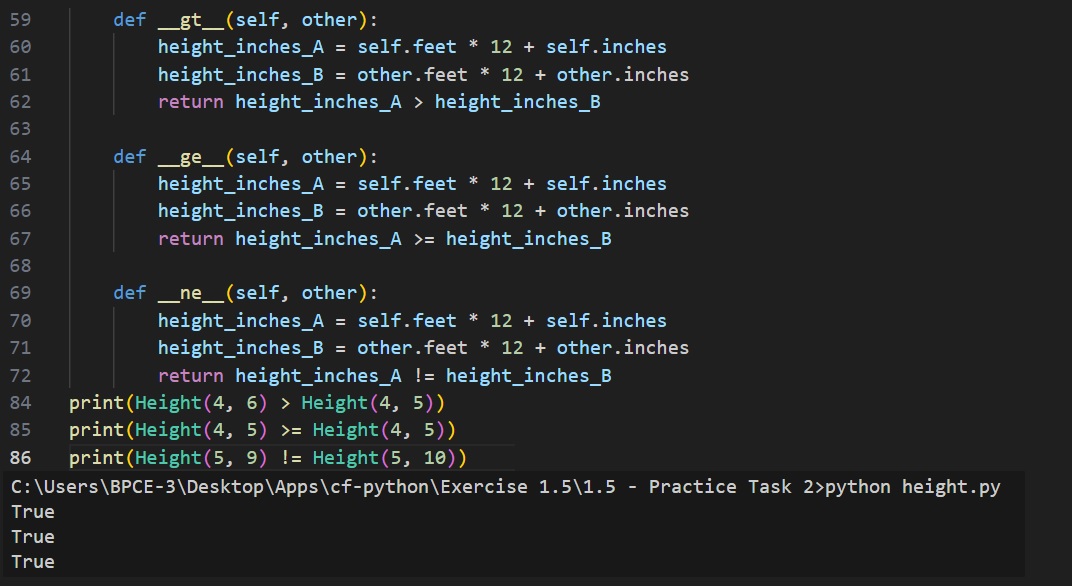 59 def __gt__(self, other):
60 height_inches_A = self.feet * 12 + self.inches
61 height_inches_B = other.feet * 12 + other.inches
62 return height_inches_A > height_inches_B
63
64 def __ge__(self, other):
65 height_inches_A = self.feet * 12 + self.inches
66 height_inches_B = other.feet * 12 + other.inches
67 return height_inches_A >= height_inches_B
68
69 def __ne__(self, other):
70 height_inches_A = self.feet * 12 + self.inches
71 height_inches_B = other.feet * 12 + other.inches
72 return height_inches_A != height_inches_B
84 print(Height(4, 6) > Height(4, 5))
85 print(Height(4, 5) >= Height(4, 5))
86 print(Height(5, 9) != Height(5, 10))
C:\Users\BPCE-3\Desktop\Apps\cf-python\Exercise 1.5\1.5 - Practice Task 2>python height.py
True
True
True